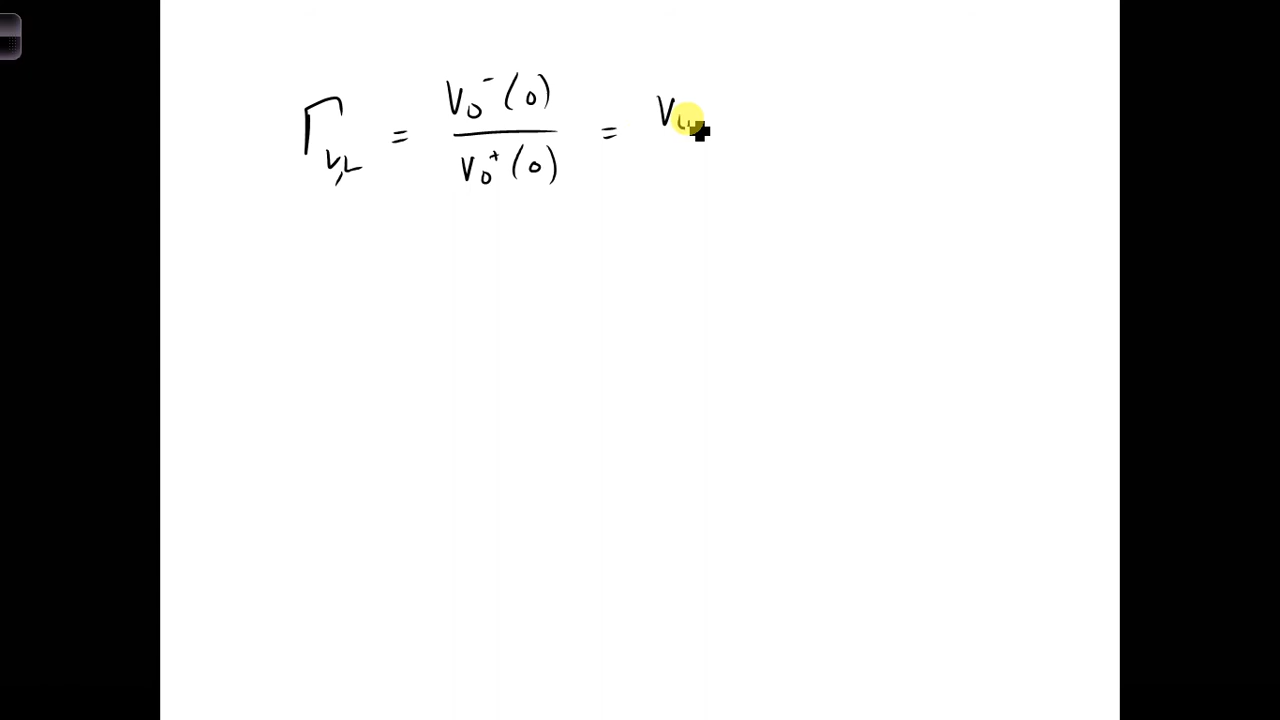 Γ_{V,L} = V_0^-(0) / V_0^+(0) = V